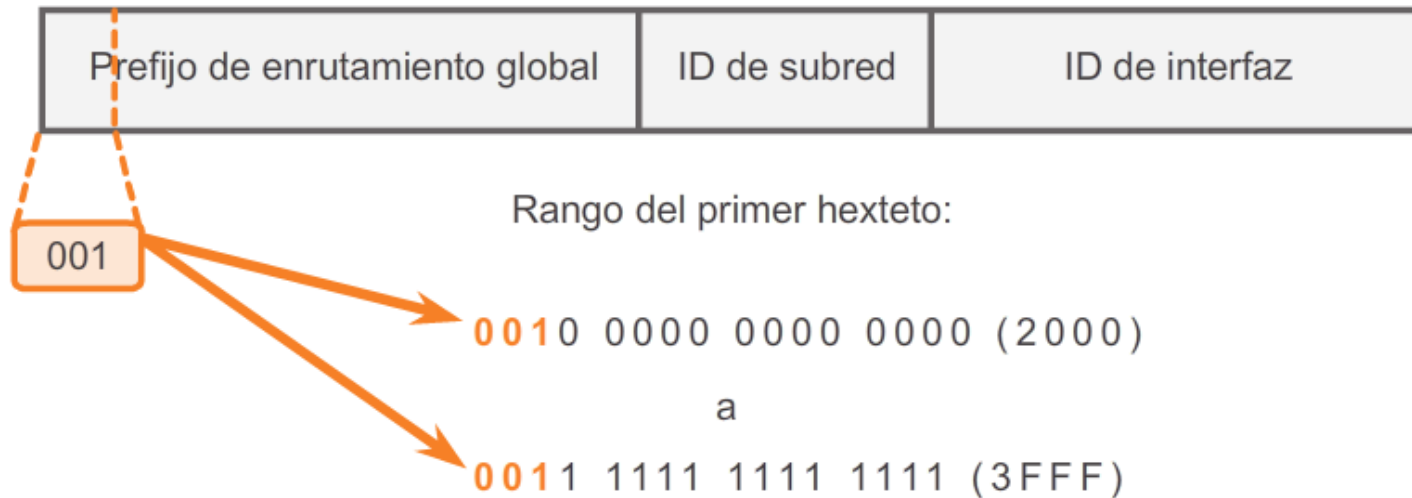 Prefijo de enrutamiento global ID de subred ID de interfaz
Rango del primer hexteto:
001
0010 0000 0000 0000 (2000)
a
0011 1111 1111 1111 (3FFF)